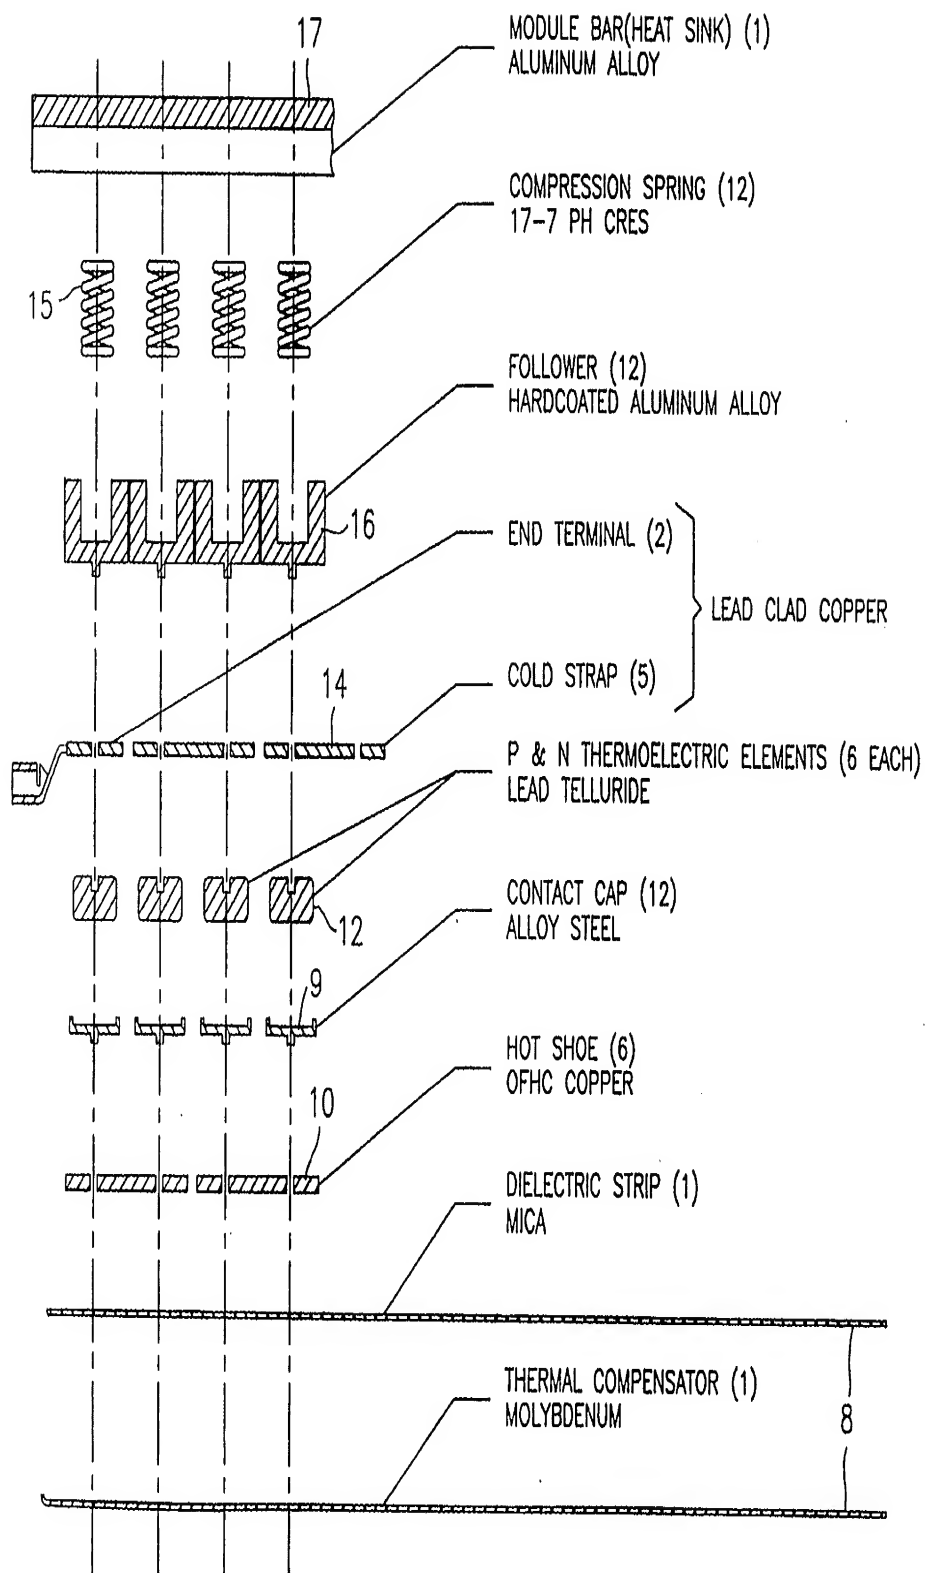 17
MODULE BAR(HEAT SINK) (1)
ALUMINUM ALLOY
COMPRESSION SPRING (12)
17-7 PH CRES
15
FOLLOWER (12)
HARDCOATED ALUMINUM ALLOY
16
END TERMINAL (2)
LEAD CLAD COPPER
COLD STRAP (5)
14
P & N THERMOELECTRIC ELEMENTS (6 EACH)
LEAD TELLURIDE
12
CONTACT CAP (12)
ALLOY STEEL
9
HOT SHOE (6)
OFHC COPPER
10
DIELECTRIC STRIP (1)
MICA
THERMAL COMPENSATOR (1)
MOLYBDENUM
8